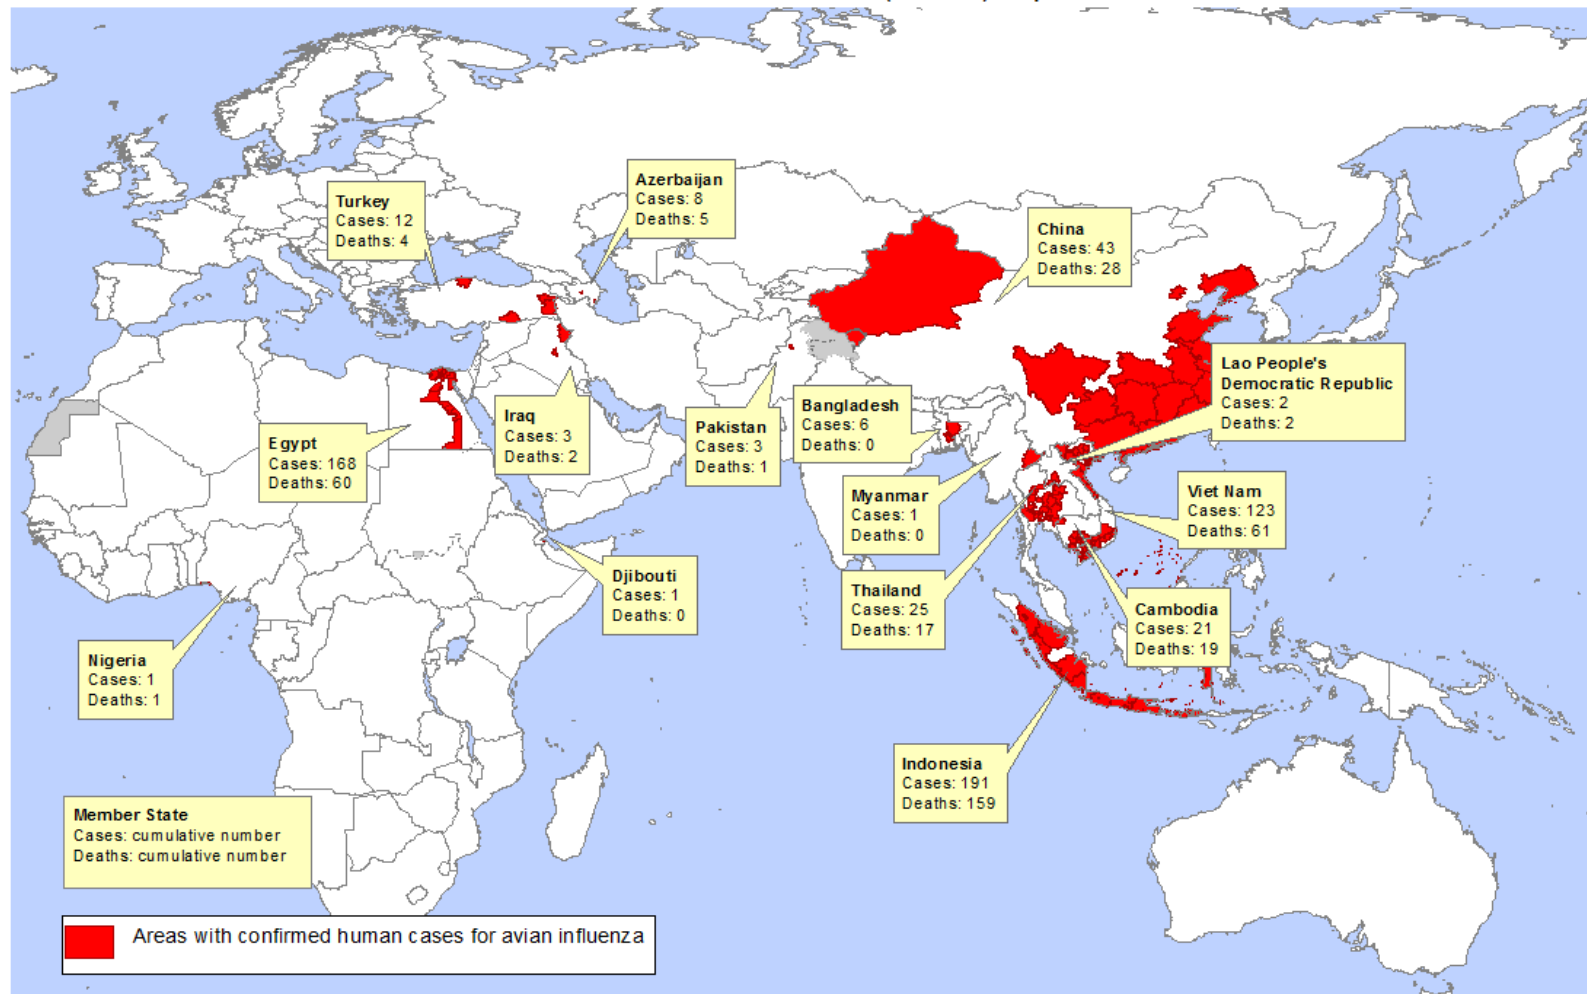 Turkey
Cases: 12
Deaths: 4
Azerbaijan
Cases: 8
Deaths: 5
China
Cases: 43
Deaths: 28
Lao People's
Democratic Republic
Cases: 2
Deaths: 2
Egypt
Cases: 168
Deaths: 60
Iraq
Cases: 3
Deaths: 2
Pakistan
Cases: 3
Deaths: 1
Bangladesh
Cases: 6
Deaths: 0
Myanmar
Cases: 1
Deaths: 0
Viet Nam
Cases: 123
Deaths: 61
Djibouti
Cases: 1
Deaths: 0
Thailand
Cases: 25
Deaths: 17
Cambodia
Cases: 21
Deaths: 19
Nigeria
Cases: 1
Deaths: 1
Indonesia
Cases: 191
Deaths: 159
Member State
Cases: cumulative number
Deaths: cumulative number
Areas with confirmed human cases for avian influenza